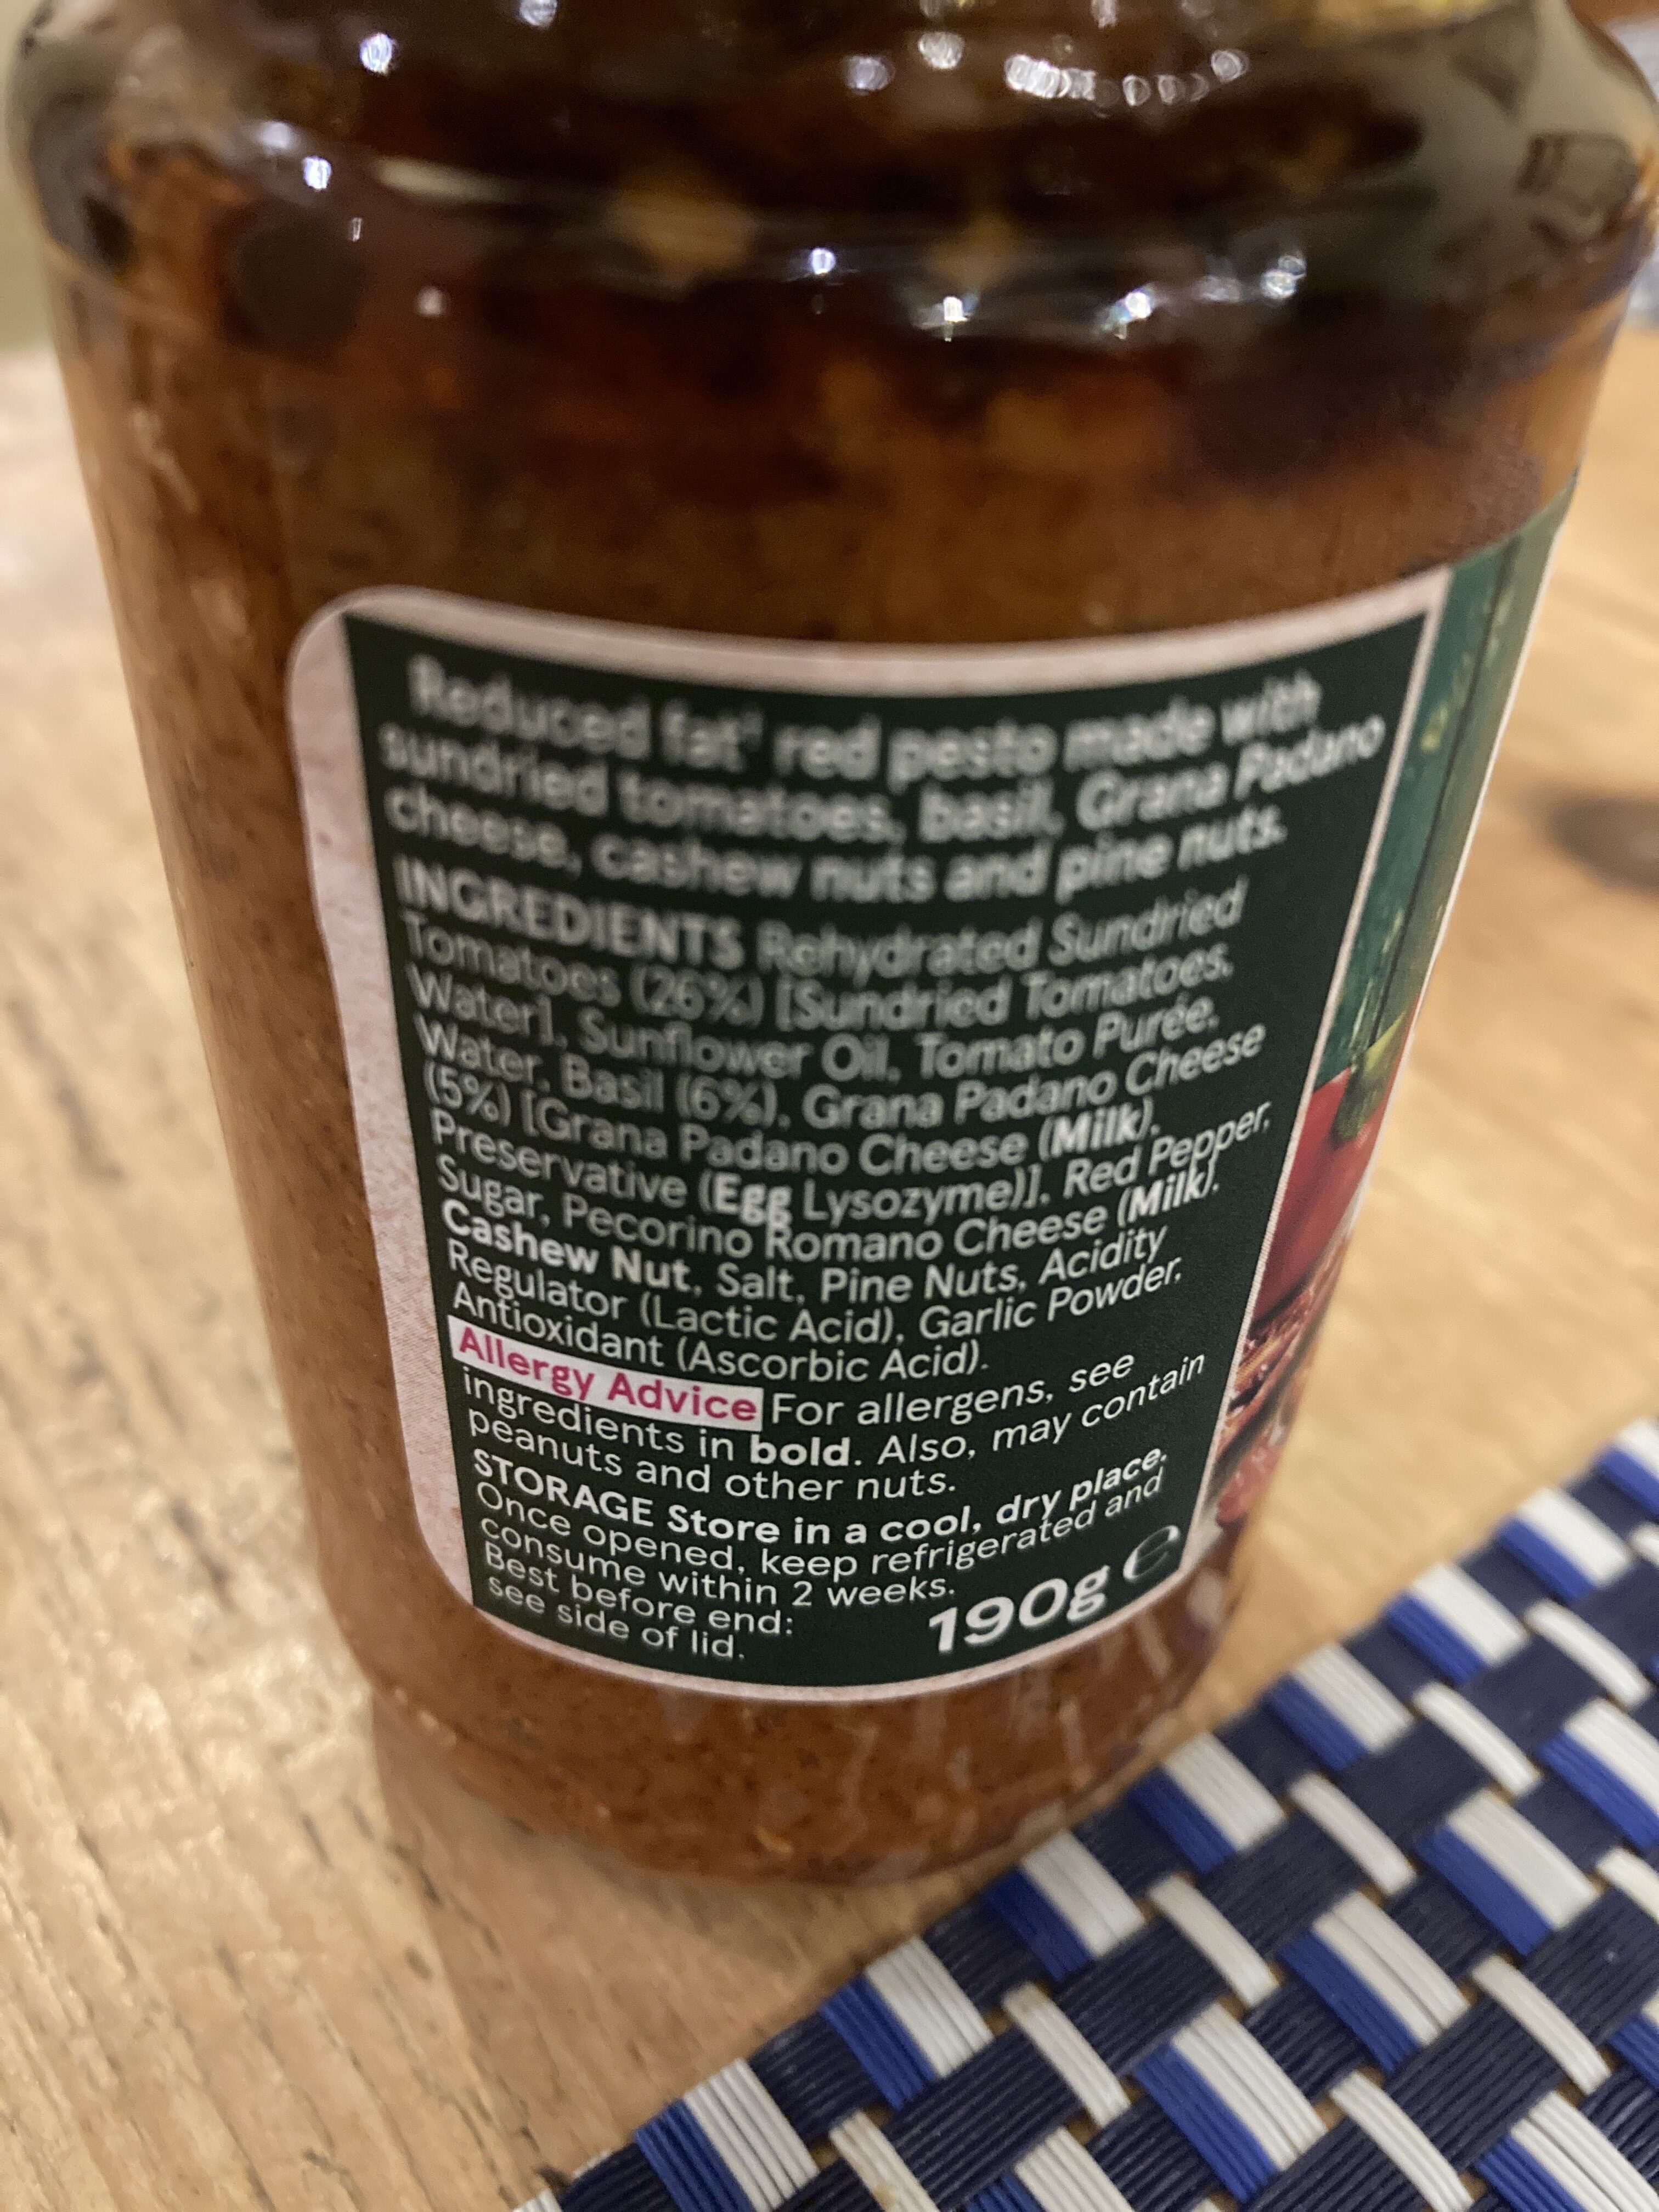 Reduced fat¹ red pesto made with
sundried tomatoes, basil, Grana Padano
cheese, cashew nuts and pine nuts.
INGREDIENTS Rehydrated Sundried
Tomatoes (26%) [Sundried Tomatoes,
Water], Sunflower Oil, Tomato Purée,
Water, Basil (6%), Grana Padano Cheese
(5%) [Grana Padano Cheese (Milk),
Preservative (Egg Lysozyme)], Red Pepper,
Sugar, Pecorino Romano Cheese (Milk),
Cashew Nut, Salt, Pine Nuts, Acidity
Regulator (Lactic Acid), Garlic Powder,
Antioxidant (Ascorbic Acid).
Allergy Advice For allergens, see
ingredients in bold. Also, may contain
peanuts and other nuts.
STORAGE Store in a cool, dry place.
Once opened, keep refrigerated and
consume within 2 weeks.
Best before end:
see side of lid.
190g ℮